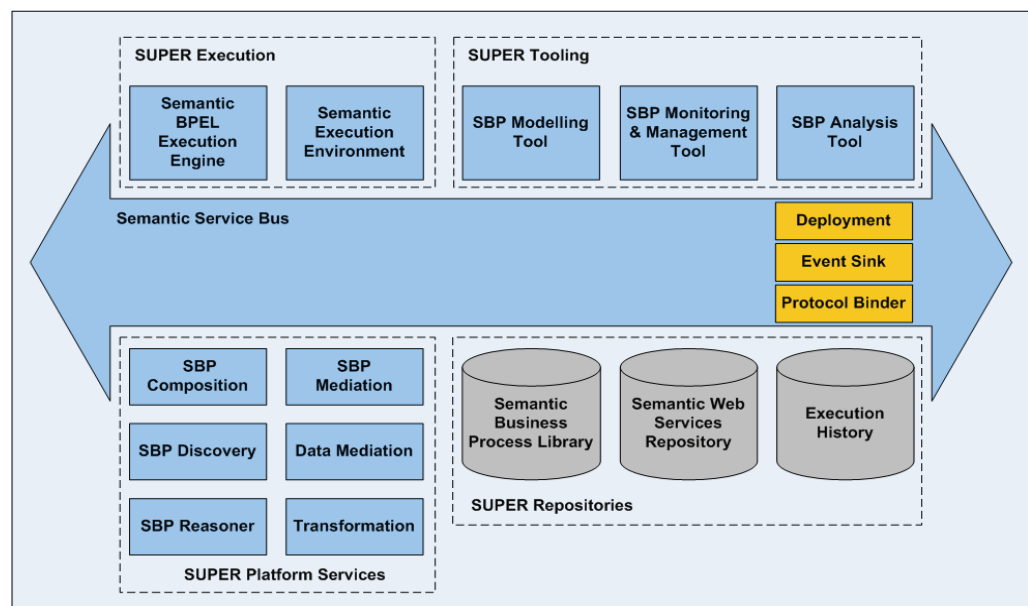 SUPER Execution
Semantic
BPEL
Execution
Engine
Semantic
Execution
Environment
SUPER Tooling
SBP Modelling
Tool
SBP Monitoring
& Management
Tool
SBP Analysis
Tool
Semantic Service Bus
Deployment
Event Sink
Protocol Binder
SBP
Composition
SBP
Mediation
SBP Discovery
Data Mediation
SBP Reasoner
Transformation
SUPER Platform Services
Semantic
Business
Process Library
Semantic Web
Services
Repository
Execution
History
SUPER Repositories